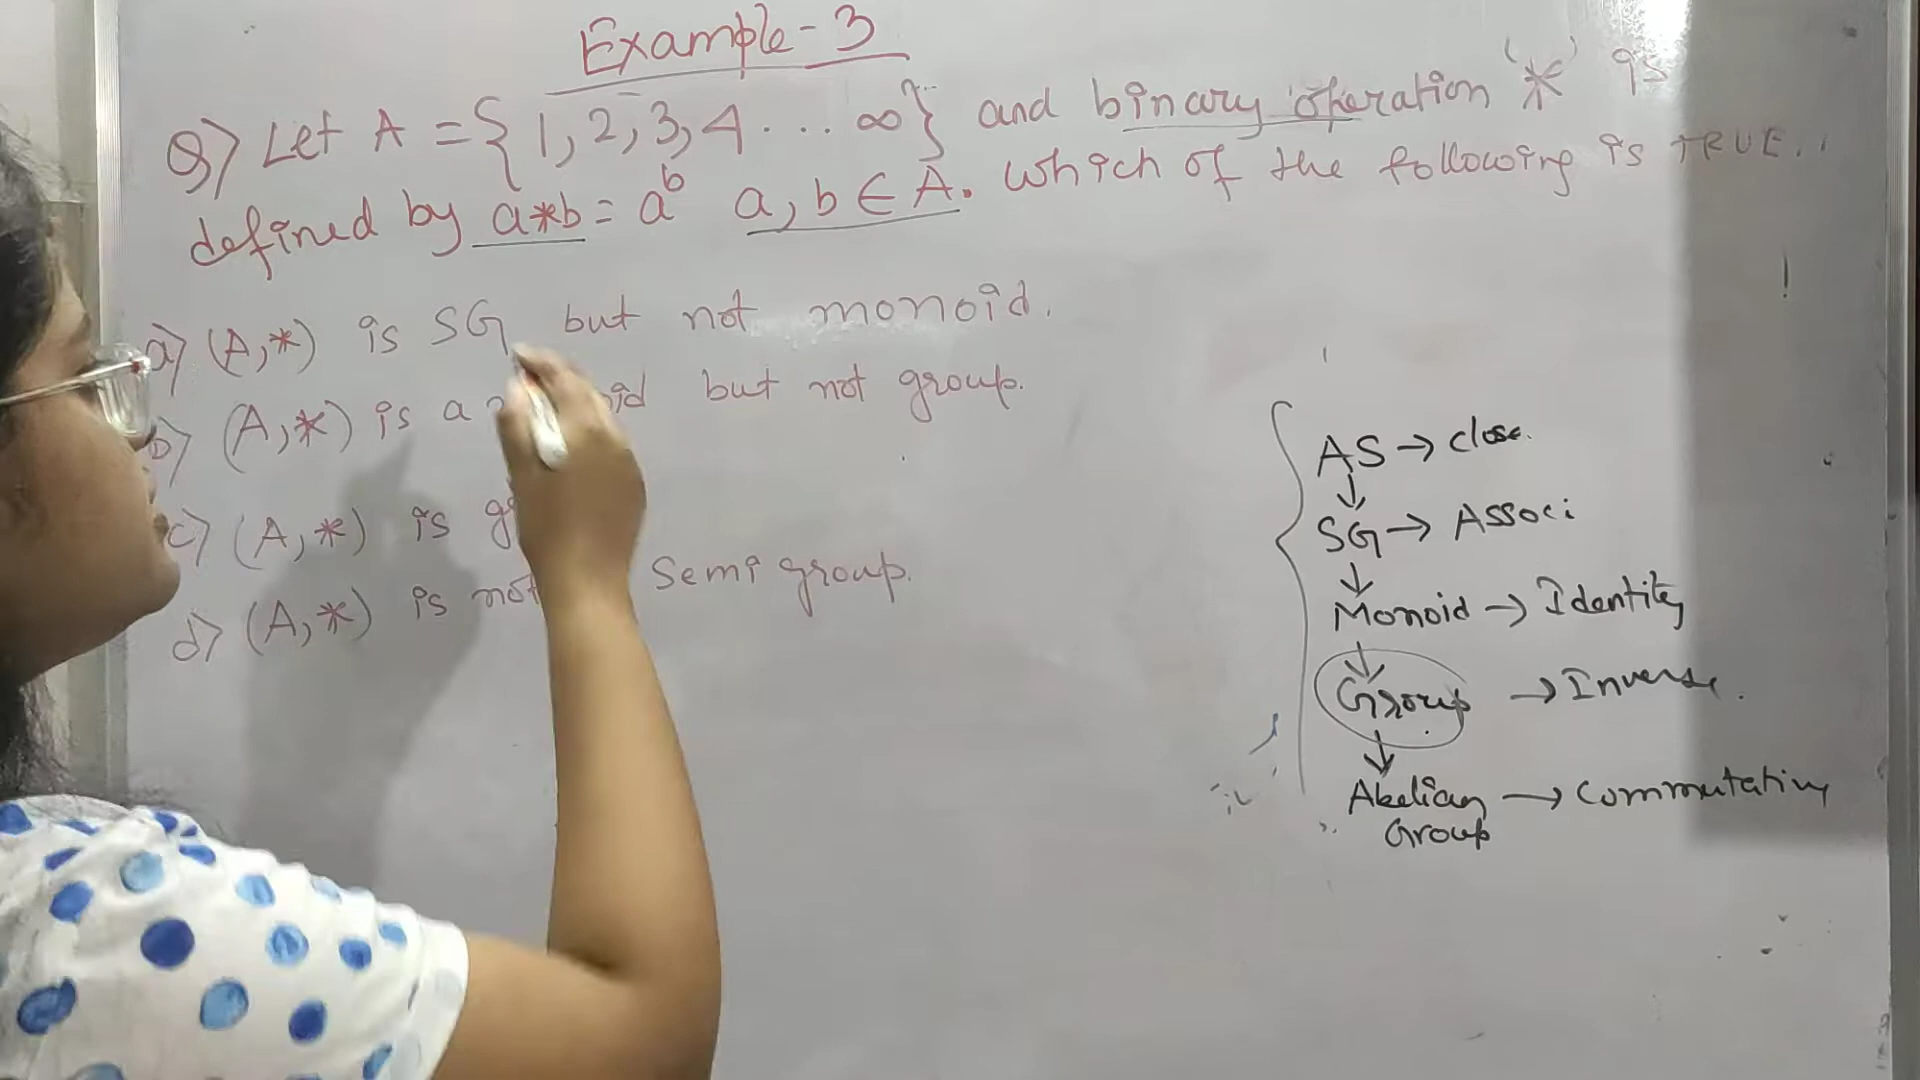 Example-3
Q) Let A = {1, 2, 3, 4 . . . . ∞} and binary operation '*' is
defined by a*b = a^b a, b ∈ A. Which of the following is TRUE..
a) (A, *) is SG but not monoid.
b) (A, *) is a but not group.
c) (A, *) is
d) (A, *) is not semi group.
AS → close.
↓
SG → Associ
↓
Monoid → Identity
↓
Group → Inverse.
↓
Abelian → Commutative
Group